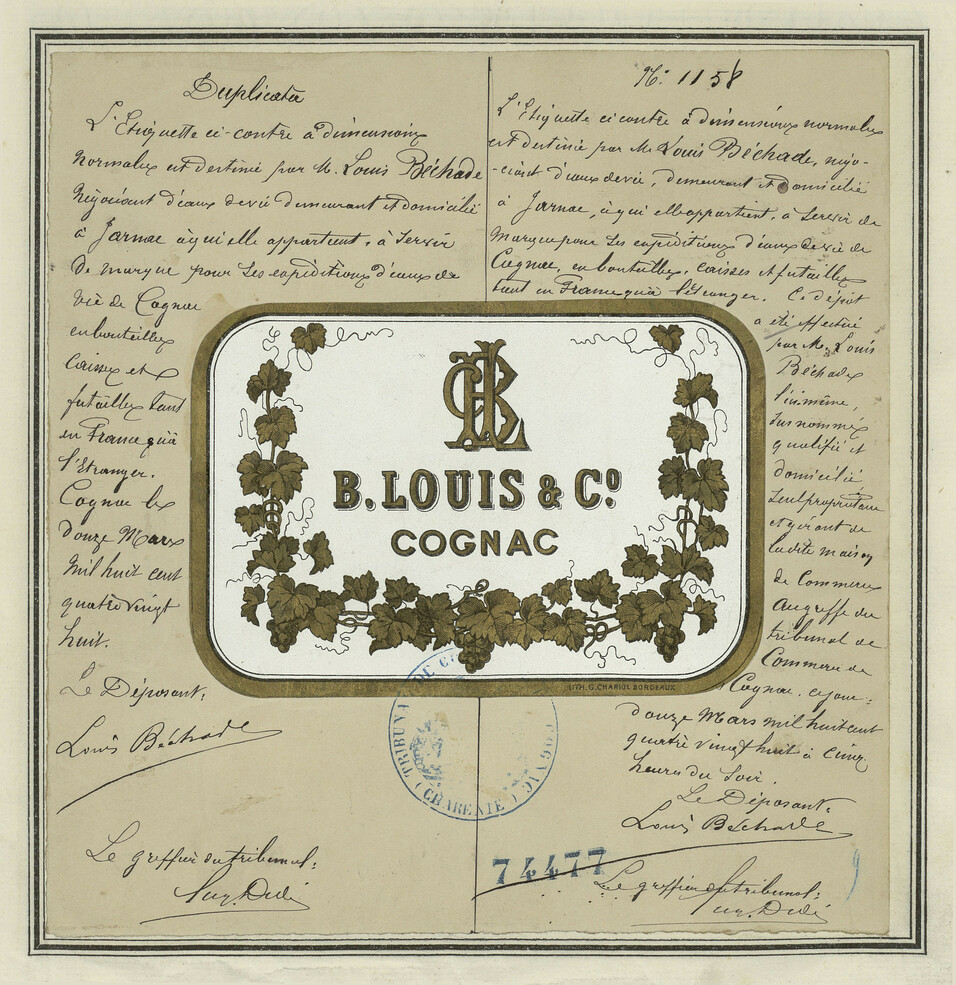 Duplicata
L'Etiquette ci-contre à dimensions
normales est destinée par M. Louis Béchade
Négociant d'eaux de vie demeurant et domicilié
à Jarnac à qui elle appartient, à servir
de marque pour ses expéditions d'eaux de
vie de Cognac
en bouteilles
caisses et
futailles tant
en France qu'à
l'Etranger.
Cognac le
douze Mars
mil huit cent
quatre vingt
huit.
Le Déposant:
Louis Béchade
Le greffier du tribunal:
N° 1158
L'Etiquette ci contre à dimensions normales
est destinée par M. Louis Béchade, négo-
-ciant d'eaux de vie, demeurant et domicilié
à Jarnac, à qui elle appartient, à servir de
marque pour ses expéditions d'eaux de vie de
Cognac, en bouteilles, caisses et futailles
tant en France qu'à l'étranger. Ce dépôt
a été effectué
par M. Louis
Béchade
lui-même,
susnommé
qualifié et
domicilié
seul propriétaire
et gérant de
la dite maison
de Commerce
au greffe du
tribunal de
Commerce de
Cognac. ce jour:
douze Mars mil huit cent
quatre vingt huit à cinq
heures du soir.
Le Déposant:
Louis Béchade
Le greffier du tribunal:
B. LOUIS & Cº
COGNAC
LITH. G. CHARIOL BORDEAUX
TRIBUNAL DE COGNAC (CHARENTE)
74477